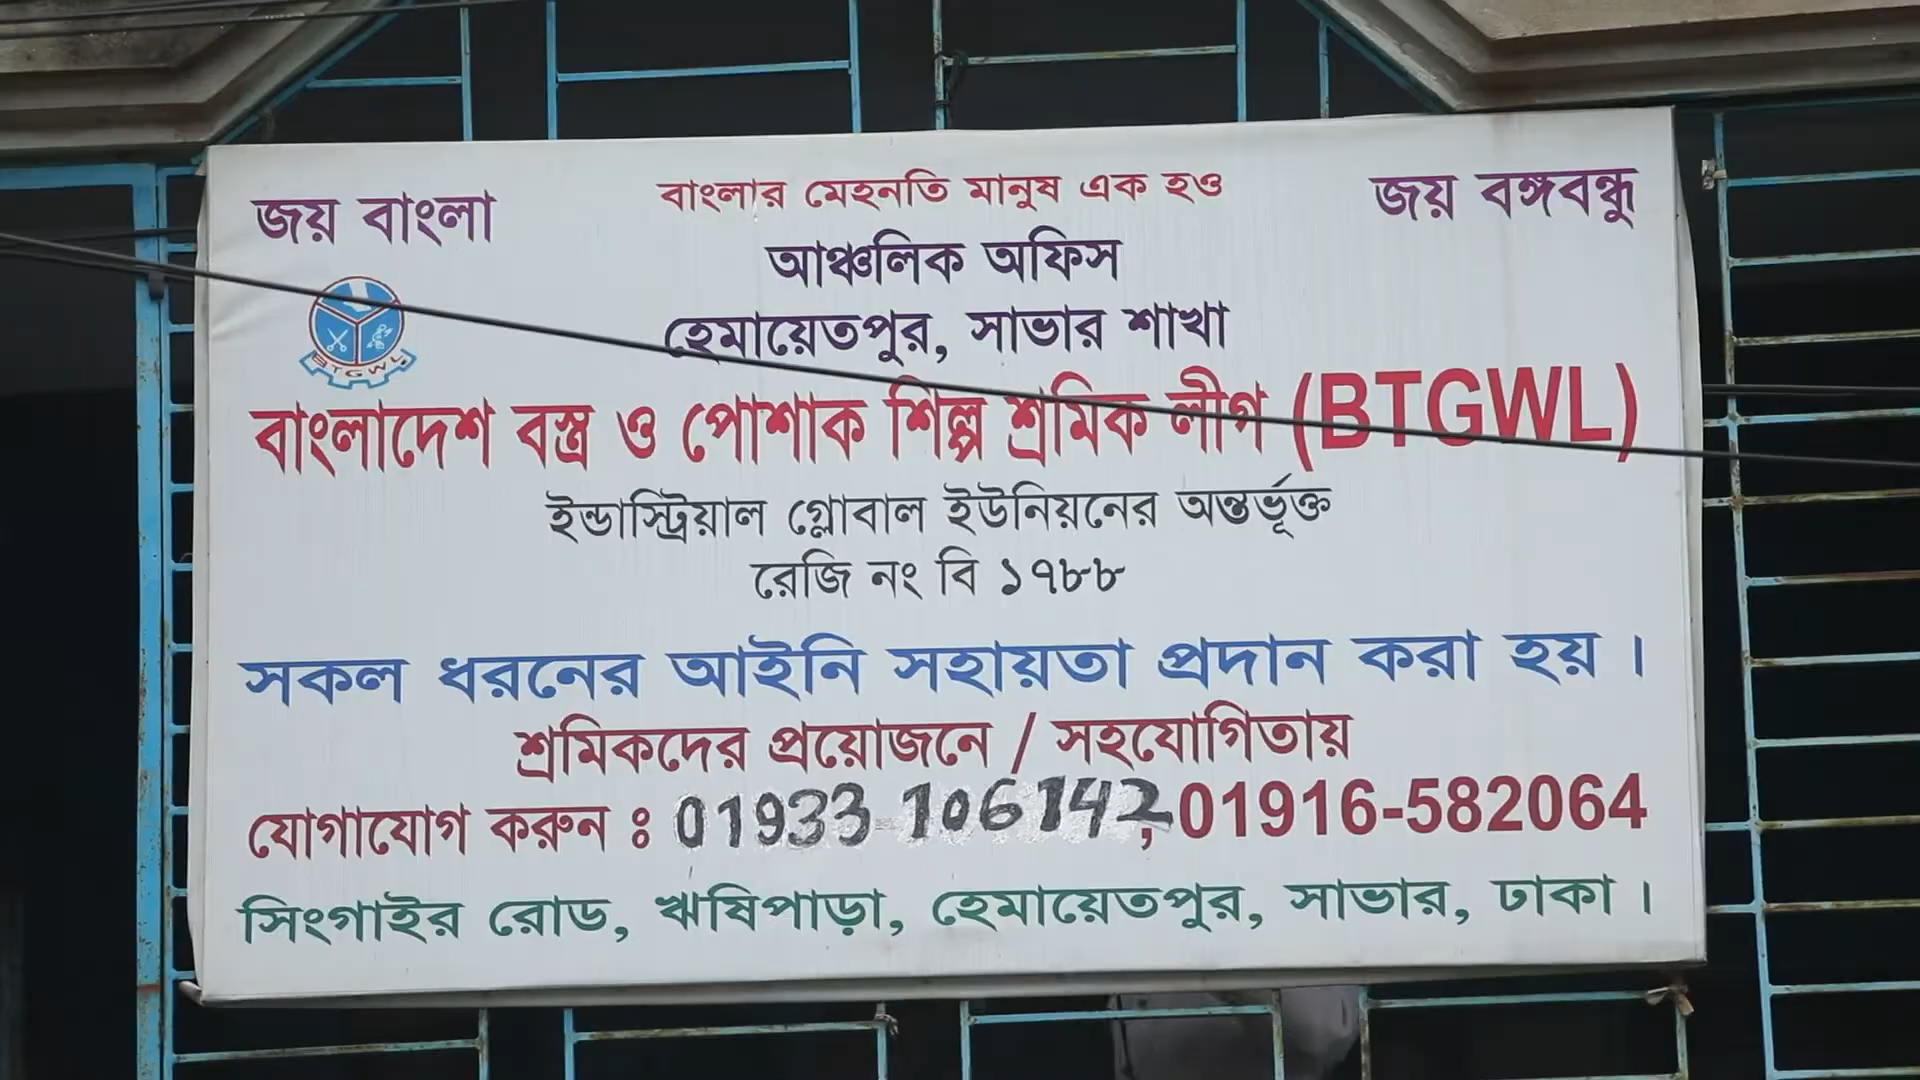 জয় বাংলা
বাংলার মেহনতি মানুষ এক হও
জয় বঙ্গবন্ধু
আঞ্চলিক অফিস
হেমায়েতপুর, সাভার শাখা
BTGWL
বাংলাদেশ বস্ত্র ও পোশাক শিল্প শ্রমিক লীগ (BTGWL)
ইন্ডাস্ট্রিয়াল গ্লোবাল ইউনিয়নের অন্তর্ভূক্ত
রেজি নং বি ১৭৮৮
সকল ধরনের আইনি সহায়তা প্রদান করা হয় ।
শ্রমিকদের প্রয়োজনে / সহযোগিতায়
যোগাযোগ করুন : 01933-106142, 01916-582064
সিংগাইর রোড, ঋষিপাড়া, হেমায়েতপুর, সাভার, ঢাকা ।